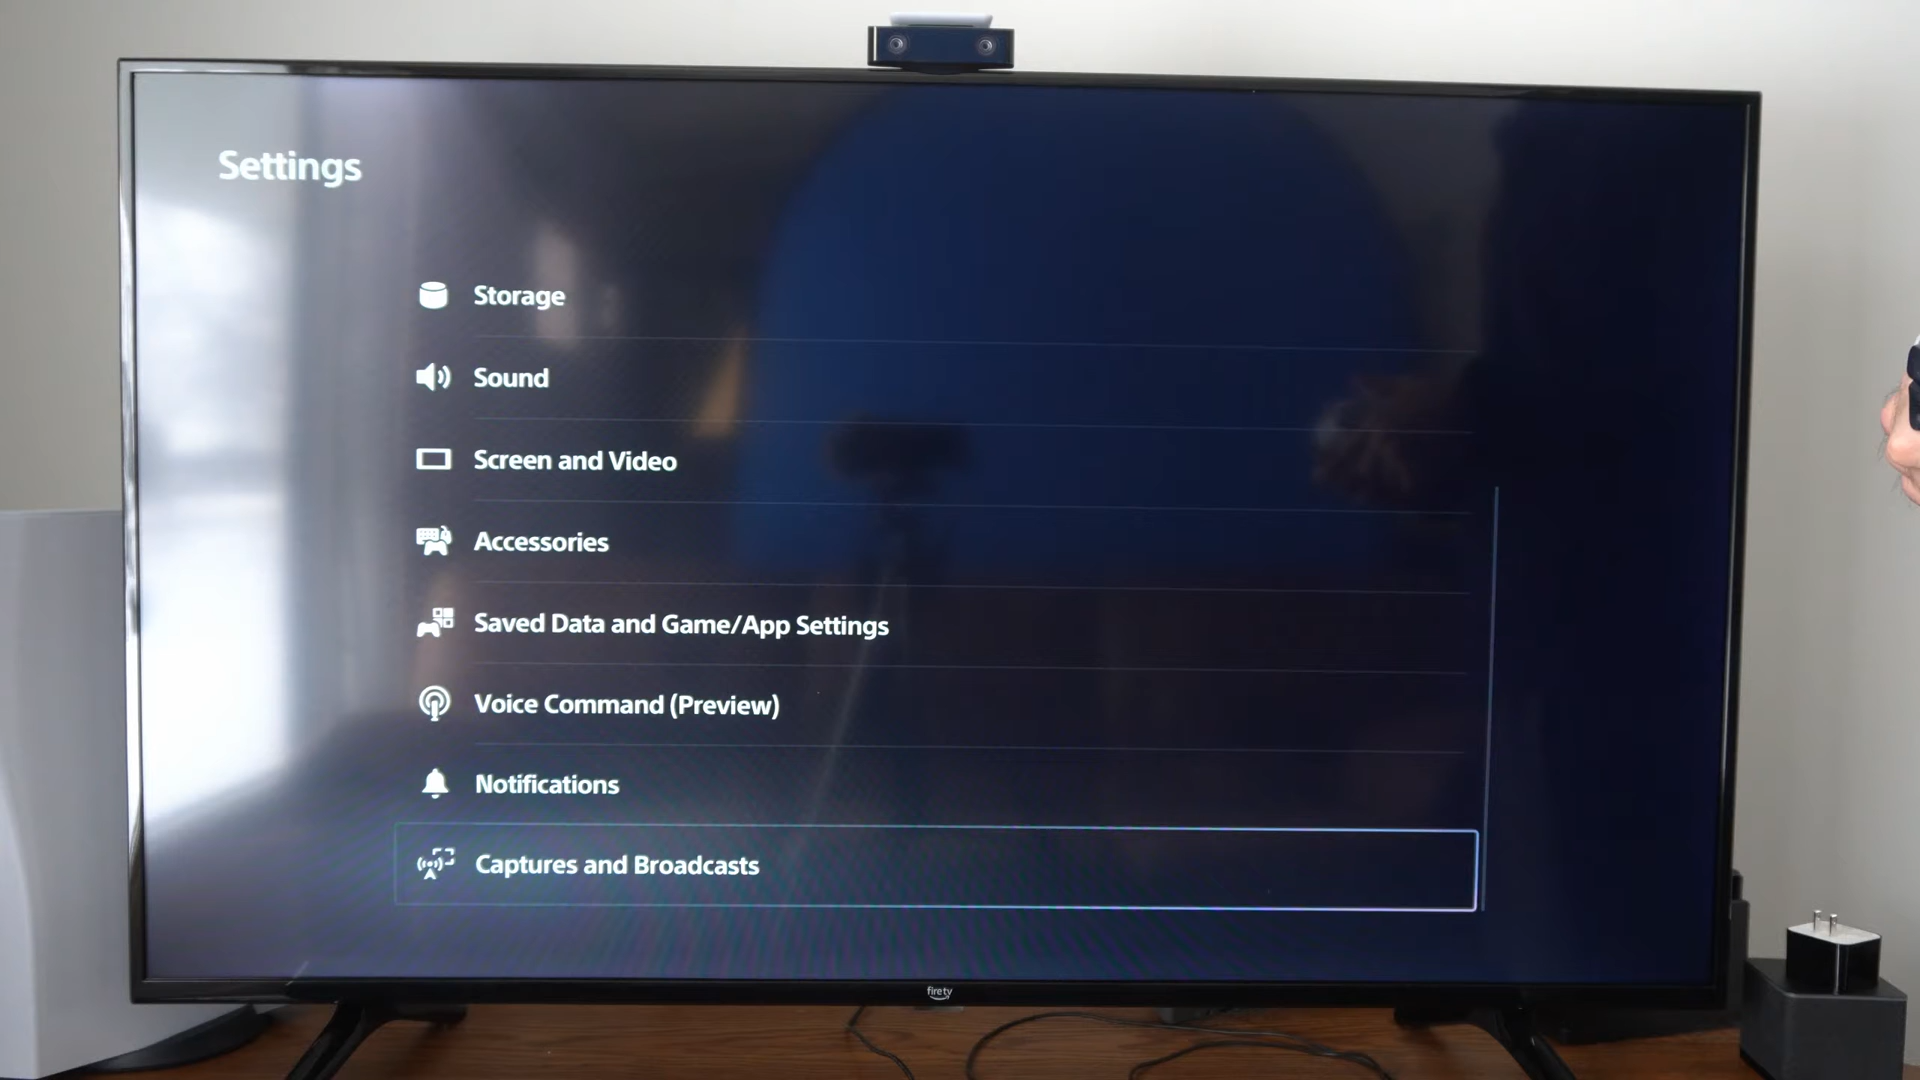 Settings
Storage
Sound
Screen and Video
Accessories
Saved Data and Game/App Settings
Voice Command (Preview)
Notifications
Captures and Broadcasts
firetv